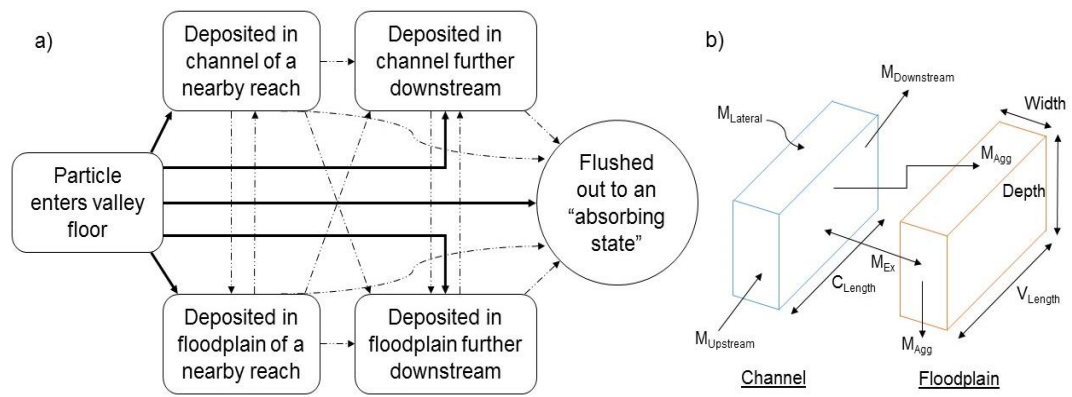 a)
Deposited in
channel of a
nearby reach
Deposited in
channel further
downstream
Particle
enters valley
floor
Flushed
out to an
“absorbing
state”
Deposited in
floodplain of a
nearby reach
Deposited in
floodplain further
downstream
b)
MDownstream
Width
MLateral
MAgg
Depth
MEx
CLength
VLength
MUpstream
MAgg
Channel
Floodplain